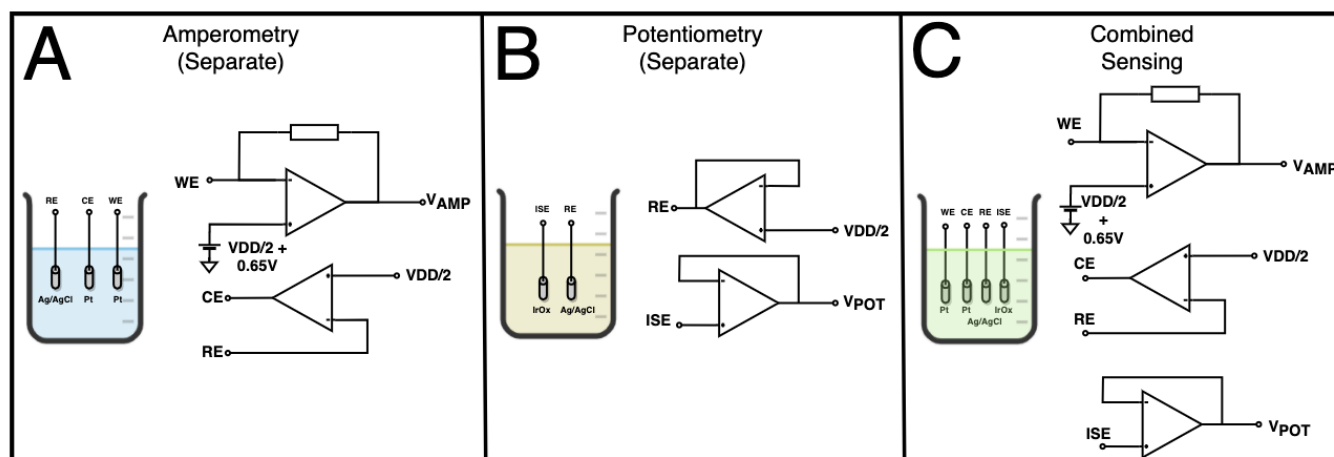 A
Amperometry
(Separate)
RE CE WE
Ag/AgCl Pt Pt
WE
-
+
VAMP
VDD/2 +
0.65V
CE
+
-
VDD/2
RE
B
Potentiometry
(Separate)
ISE RE
IrOx Ag/AgCl
RE
-
+
VDD/2
-
+
VPOT
ISE
C
Combined
Sensing
WE CE RE ISE
Pt Pt IrOx
Ag/AgCl
WE
-
+
VAMP
VDD/2
+
0.65V
CE
+
-
VDD/2
RE
-
+
ISE
VPOT